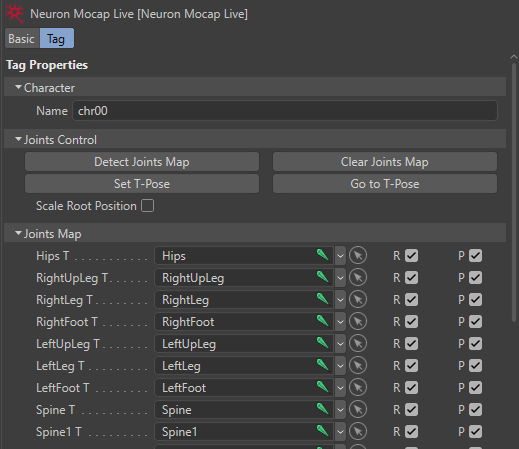 Neuron Mocap Live [Neuron Mocap Live]
Basic Tag
Tag Properties
Character
Name chr00
Joints Control
Detect Joints Map Clear Joints Map
Set T-Pose Go to T-Pose
Scale Root Position
Joints Map
Hips T . . . . . . . . . . Hips R P
RightUpLeg T . . RightUpLeg R P
RightLeg T . . . . . RightLeg R P
RightFoot T . . . . RightFoot R P
LeftUpLeg T . . . LeftUpLeg R P
LeftLeg T . . . . . . LeftLeg R P
LeftFoot T . . . . . LeftFoot R P
Spine T . . . . . . . . Spine R P
Spine1 T . . . . . . . Spine1 R P